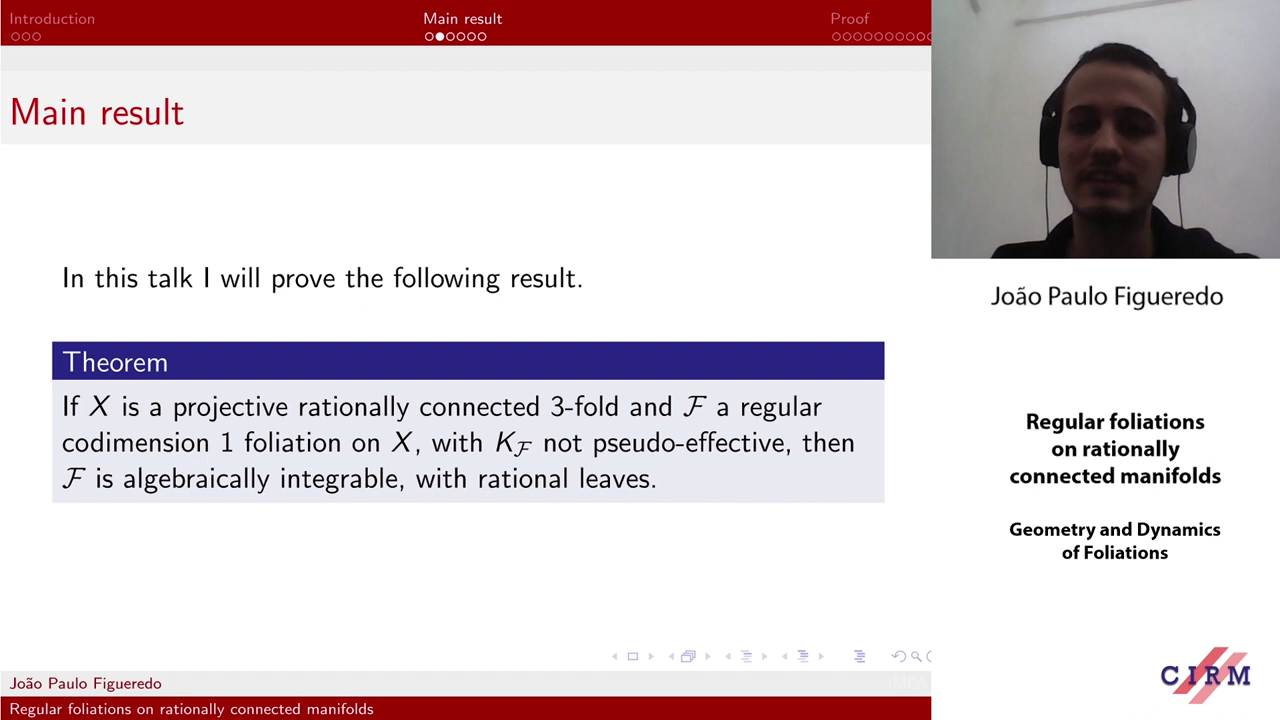 Introduction
Main result
Proof
Main result
In this talk I will prove the following result.
Theorem
If X is a projective rationally connected 3-fold and ℱ a regular
codimension 1 foliation on X, with K_ℱ not pseudo-effective, then
ℱ is algebraically integrable, with rational leaves.
João Paulo Figueredo
IMPA
Regular foliations on rationally connected manifolds
João Paulo Figueredo
Regular foliations
on rationally
connected manifolds
Geometry and Dynamics
of Foliations
CIRM